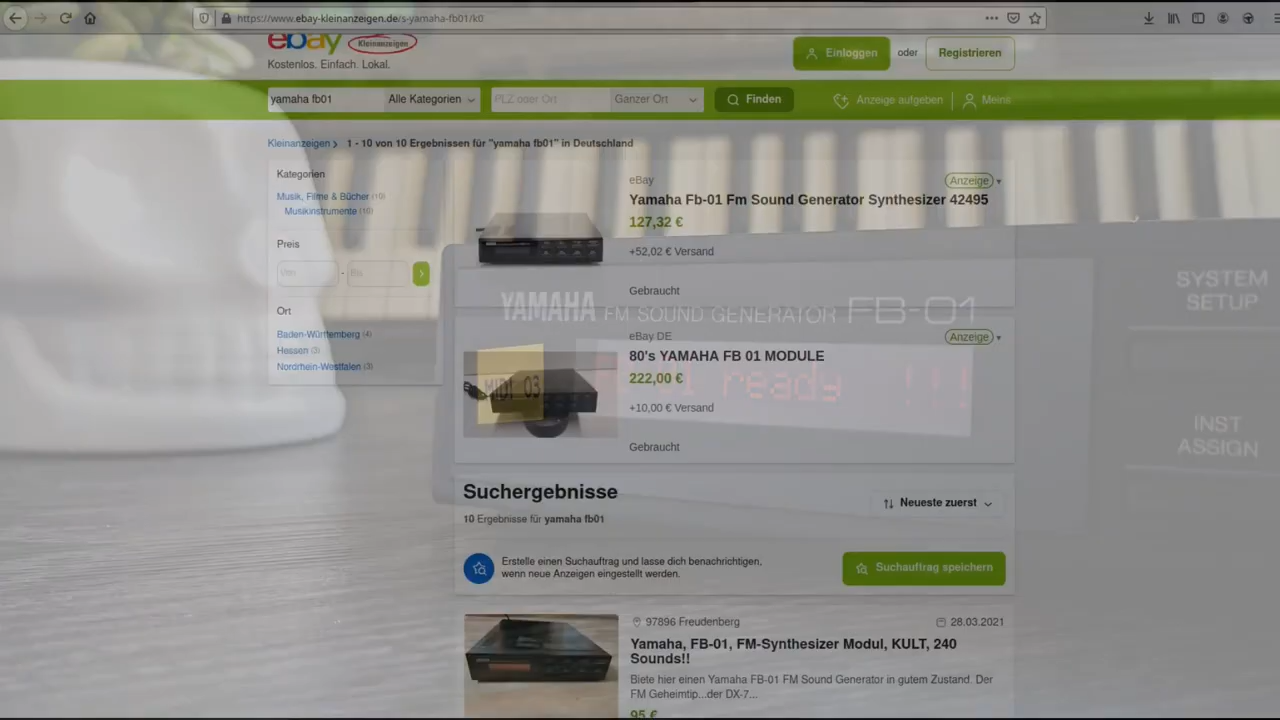 https://www.ebay-kleinanzeigen.de/s-yamaha-fb01/k0
ebay Kleinanzeigen
Kostenlos. Einfach. Lokal.
Einloggen oder Registrieren
yamaha fb01 Alle Kategorien PLZ oder Ort Ganzer Ort Finden Anzeige aufgeben Meins
Kleinanzeigen 1 - 10 von 10 Ergebnissen für "yamaha fb01" in Deutschland
Kategorien
Musik, Filme & Bücher (10)
Musikinstrumente (10)
Preis
Von - Bis
Ort
Baden-Württemberg (4)
Hessen (3)
Nordrhein-Westfalen (3)
eBay Anzeige
Yamaha Fb-01 Fm Sound Generator Synthesizer 42495
127,32 €
+52,02 € Versand
Gebraucht
YAMAHA FM SOUND GENERATOR FB-01
SYSTEM
SETUP
eBay DE Anzeige
80's YAMAHA FB 01 MODULE
222,00 €
+10,00 € Versand
Gebraucht
MIDI 03
ready !!!
INST
ASSIGN
Suchergebnisse
Neueste zuerst
10 Ergebnisse für yamaha fb01
Erstelle einen Suchauftrag und lasse dich benachrichtigen,
wenn neue Anzeigen eingestellt werden.
Suchauftrag speichern
97896 Freudenberg 28.03.2021
Yamaha, FB-01, FM-Synthesizer Modul, KULT, 240
Sounds!!
Biete hier einen Yamaha FB-01 FM Sound Generator in gutem Zustand. Der
FM Geheimtip...der DX-7...
95 €